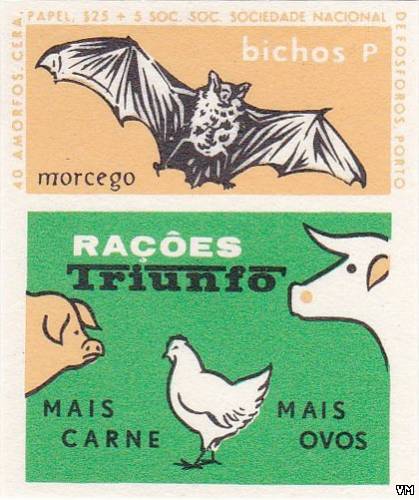 40 AMORFOS, CERA,
PAPEL, $25 + 5 SOC. SOC. SOCIEDADE NACIONAL
DE FOSFOROS, PORTO
bichos P
morcego
RAÇÕES
Triunfo
MAIS
CARNE
MAIS
OVOS
VM